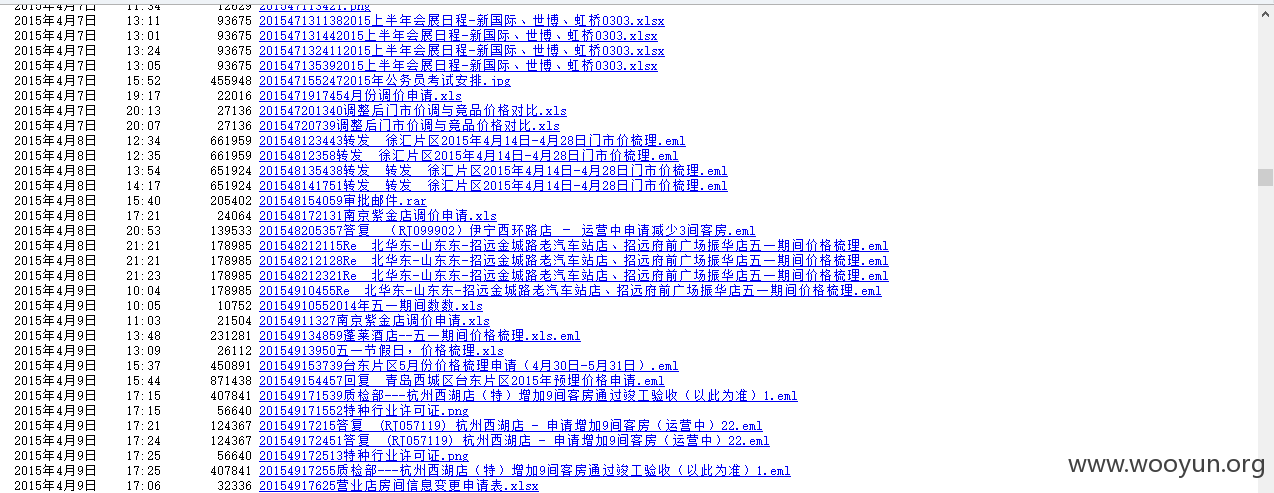 2015年4月7日 11:34 12629 2015471113421.png
2015年4月7日 13:11 93675 2015471311382015上半年会展日程-新国际、世博、虹桥0303.xlsx
2015年4月7日 13:01 93675 201547131442015上半年会展日程-新国际、世博、虹桥0303.xlsx
2015年4月7日 13:24 93675 2015471324112015上半年会展日程-新国际、世博、虹桥0303.xlsx
2015年4月7日 13:05 93675 201547135392015上半年会展日程-新国际、世博、虹桥0303.xlsx
2015年4月7日 15:52 455948 2015471552472015年公务员考试安排.jpg
2015年4月7日 19:17 22016 2015471917454月份调价申请.xls
2015年4月7日 20:13 27136 201547201340调整后门市价调与竞品价格对比.xls
2015年4月7日 20:07 27136 20154720739调整后门市价调与竞品价格对比.xls
2015年4月8日 12:34 661959 201548123443转发 徐汇片区2015年4月14日-4月28日门市价梳理.eml
2015年4月8日 12:35 661959 20154812358转发 徐汇片区2015年4月14日-4月28日门市价梳理.eml
2015年4月8日 13:54 651924 201548135438转发 转发 徐汇片区2015年4月14日-4月28日门市价梳理.eml
2015年4月8日 14:17 651924 201548141751转发 转发 徐汇片区2015年4月14日-4月28日门市价梳理.eml
2015年4月8日 15:40 205402 201548154059审批邮件.rar
2015年4月8日 17:21 24064 201548172131南京紫金店调价申请.xls
2015年4月8日 20:53 139533 201548205357答复 （RT099902）伊宁西环路店 － 运营中申请减少3间客房.eml
2015年4月8日 21:21 178985 201548212115Re 北华东-山东东-招远金城路老汽车站店、招远府前广场振华店五一期间价格梳理.eml
2015年4月8日 21:21 178985 201548212128Re 北华东-山东东-招远金城路老汽车站店、招远府前广场振华店五一期间价格梳理.eml
2015年4月8日 21:23 178985 201548212321Re 北华东-山东东-招远金城路老汽车站店、招远府前广场振华店五一期间价格梳理.eml
2015年4月9日 10:04 178985 20154910455Re 北华东-山东东-招远金城路老汽车站店、招远府前广场振华店五一期间价格梳理.eml
2015年4月9日 10:05 10752 20154910552014年五一期间数数.xls
2015年4月9日 11:03 21504 20154911327南京紫金店调价申请.xls
2015年4月9日 13:48 231281 201549134859蓬莱酒店--五一期间价格梳理.xls.eml
2015年4月9日 13:09 26112 20154913950五一节假日，价格梳理.xls
2015年4月9日 15:37 450891 201549153739台东片区5月份价格梳理申请（4月30日-5月31日）.eml
2015年4月9日 15:44 871438 201549154457回复 青岛西城区台东片区2015年预埋价格申请.eml
2015年4月9日 17:15 407841 201549171539质检部---杭州西湖店（特）增加9间客房通过竣工验收（以此为准）1.eml
2015年4月9日 17:15 56640 201549171552特种行业许可证.png
2015年4月9日 17:21 124367 20154917215答复 (RT057119) 杭州西湖店 - 申请增加9间客房（运营中）22.eml
2015年4月9日 17:24 124367 201549172451答复 (RT057119) 杭州西湖店 - 申请增加9间客房（运营中）22.eml
2015年4月9日 17:25 56640 201549172513特种行业许可证.png
2015年4月9日 17:25 407841 20154917255质检部---杭州西湖店（特）增加9间客房通过竣工验收（以此为准）1.eml
2015年4月9日 17:06 32336 20154917625营业店房间信息变更申请表.xlsx
www.wooyun.org